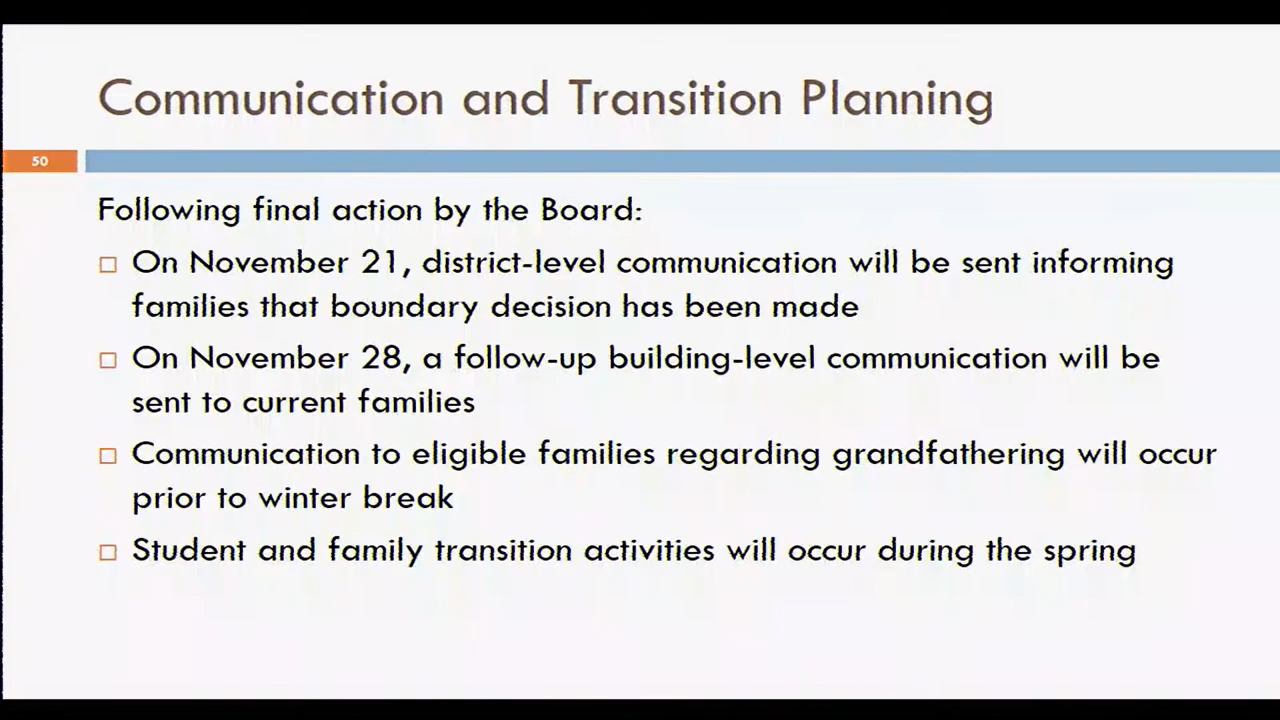 Communication and Transition Planning
50
Following final action by the Board:
On November 21, district-level communication will be sent informing
families that boundary decision has been made
On November 28, a follow-up building-level communication will be
sent to current families
Communication to eligible families regarding grandfathering will occur
prior to winter break
Student and family transition activities will occur during the spring